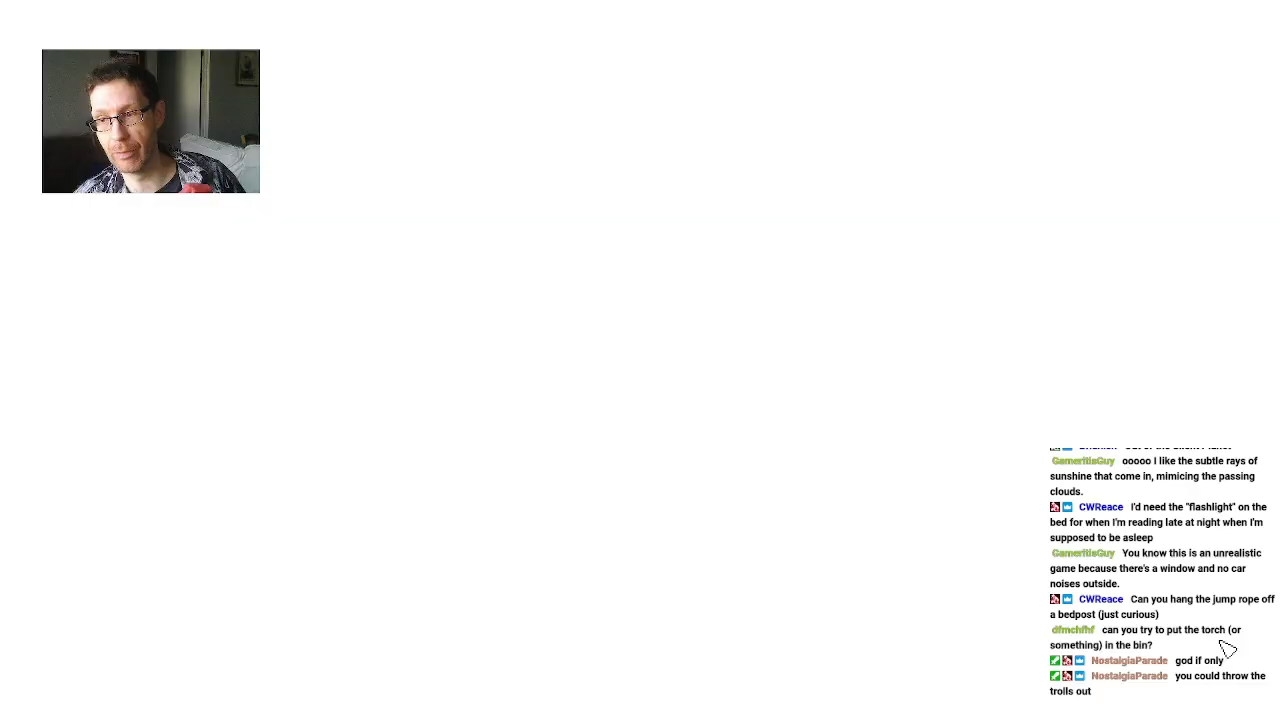 GameritisGuy ooooo I like the subtle rays of
sunshine that come in, mimicing the passing
clouds.
CWReace I'd need the "flashlight" on the
bed for when I'm reading late at night when I'm
supposed to be asleep
GameritisGuy You know this is an unrealistic
game because there's a window and no car
noises outside.
CWReace Can you hang the jump rope off
a bedpost (just curious)
dfmchfhf can you try to put the torch (or
something) in the bin?
NostalgiaParade god if only
NostalgiaParade you could throw the
trolls out